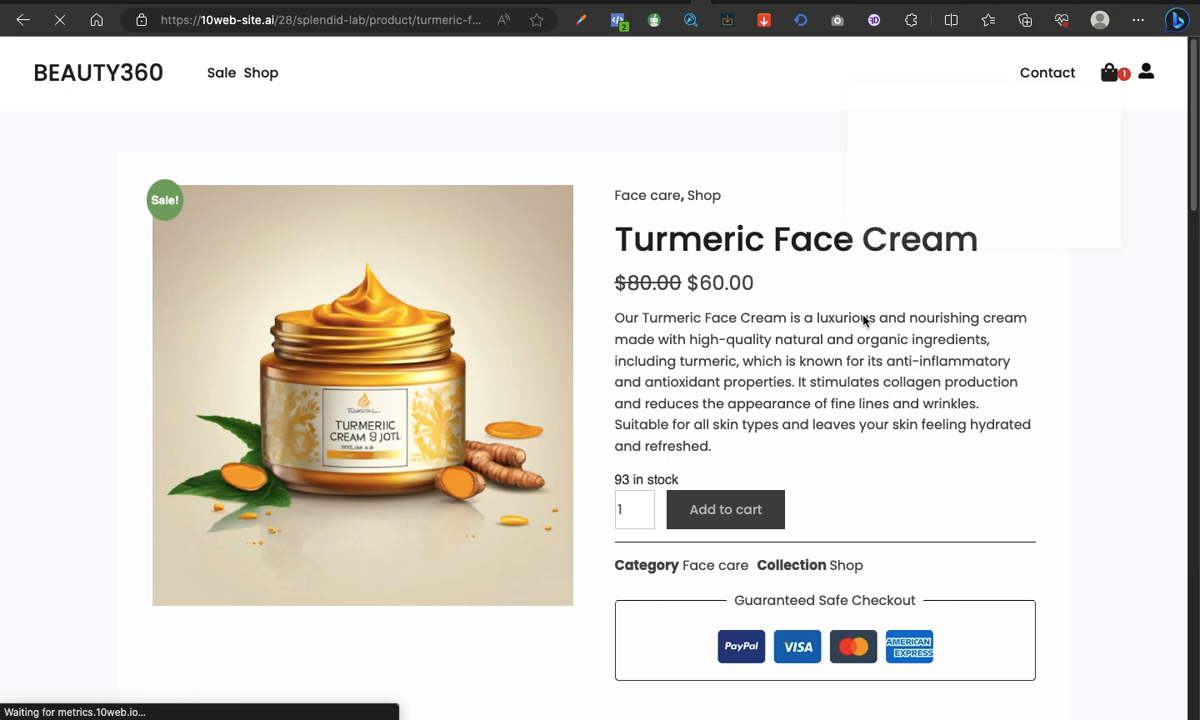 https://10web-site.ai/28/splendid-lab/product/turmeric-f...
2
BEAUTY360
Sale Shop
Contact
1
Sale!
Face care, Shop
Turmeric Face Cream
$80.00 $60.00
Our Turmeric Face Cream is a luxurious and nourishing cream
made with high-quality natural and organic ingredients,
including turmeric, which is known for its anti-inflammatory
and antioxidant properties. It stimulates collagen production
and reduces the appearance of fine lines and wrinkles.
Suitable for all skin types and leaves your skin feeling hydrated
and refreshed.
TURMERIIC
CREAM 9 JOTL
93 in stock
1
Add to cart
Category Face care Collection Shop
Guaranteed Safe Checkout
PayPal
VISA
AMERICAN
EXPRESS
Waiting for metrics.10web.io...